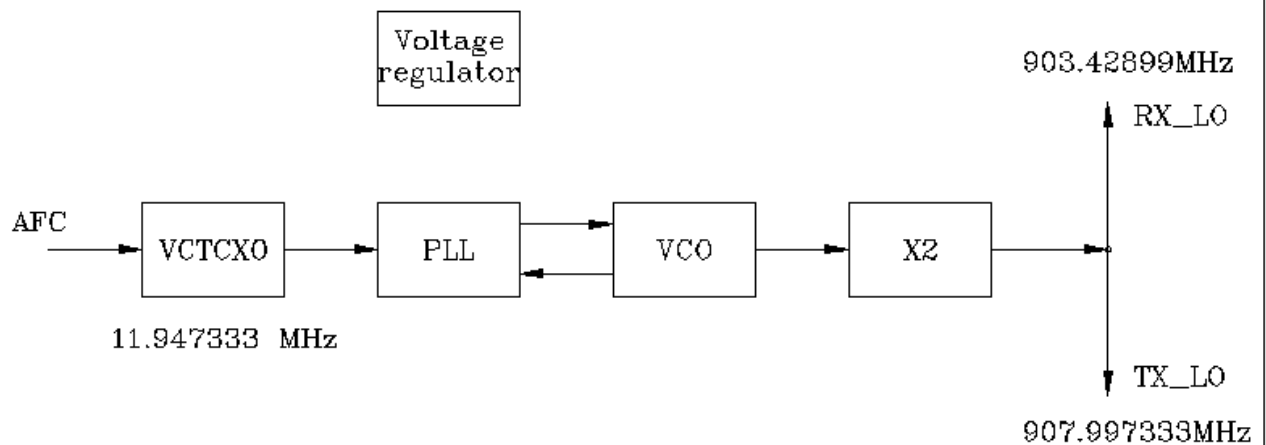 Voltage
regulator
903.42899MHz
RX_LO
AFC
VCTCXO
PLL
VCO
X2
11.947333 MHz
TX_LO
907.997333MHz